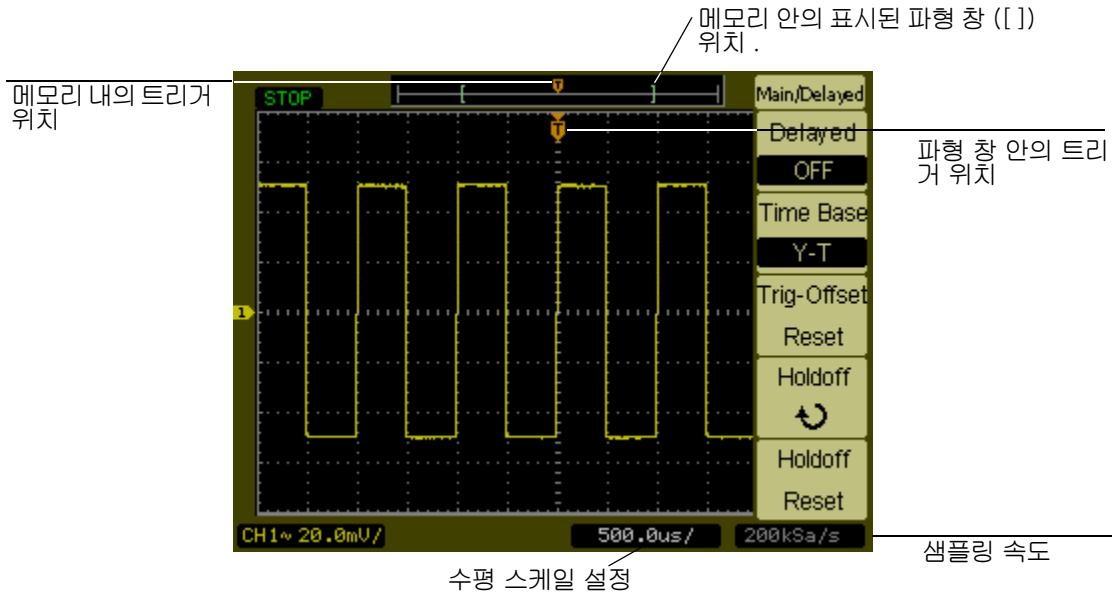 메모리 안의 표시된 파형 창 ([ ])
위치 .
메모리 내의 트리거
위치
STOP
T
Main/Delayed
T
Delayed
파형 창 안의 트리
거 위치
OFF
Time Base
Y-T
Trig-Offset
1
Reset
Holdoff
Holdoff
Reset
CH1~ 20.0mV/
500.0us/
200kSa/s
샘플링 속도
수평 스케일 설정